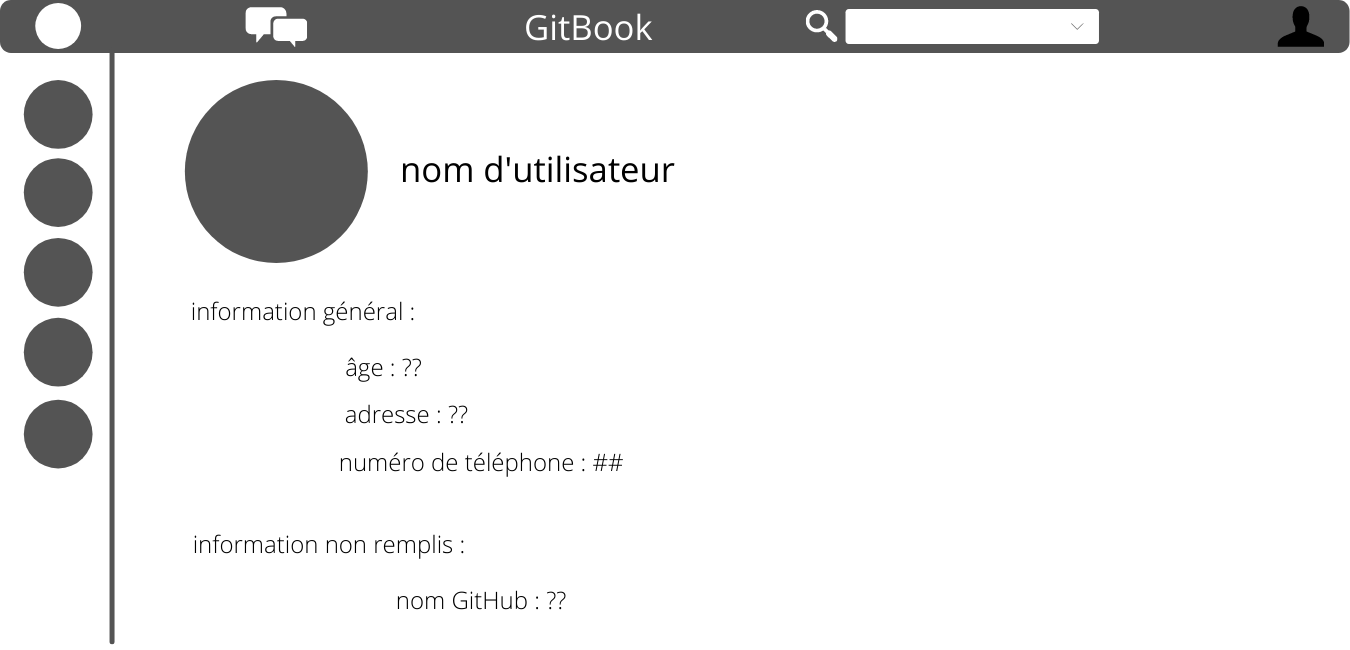 GitBook
nom d'utilisateur
information général :
âge : ??
adresse : ??
numéro de téléphone : ##
information non remplis :
nom GitHub : ??